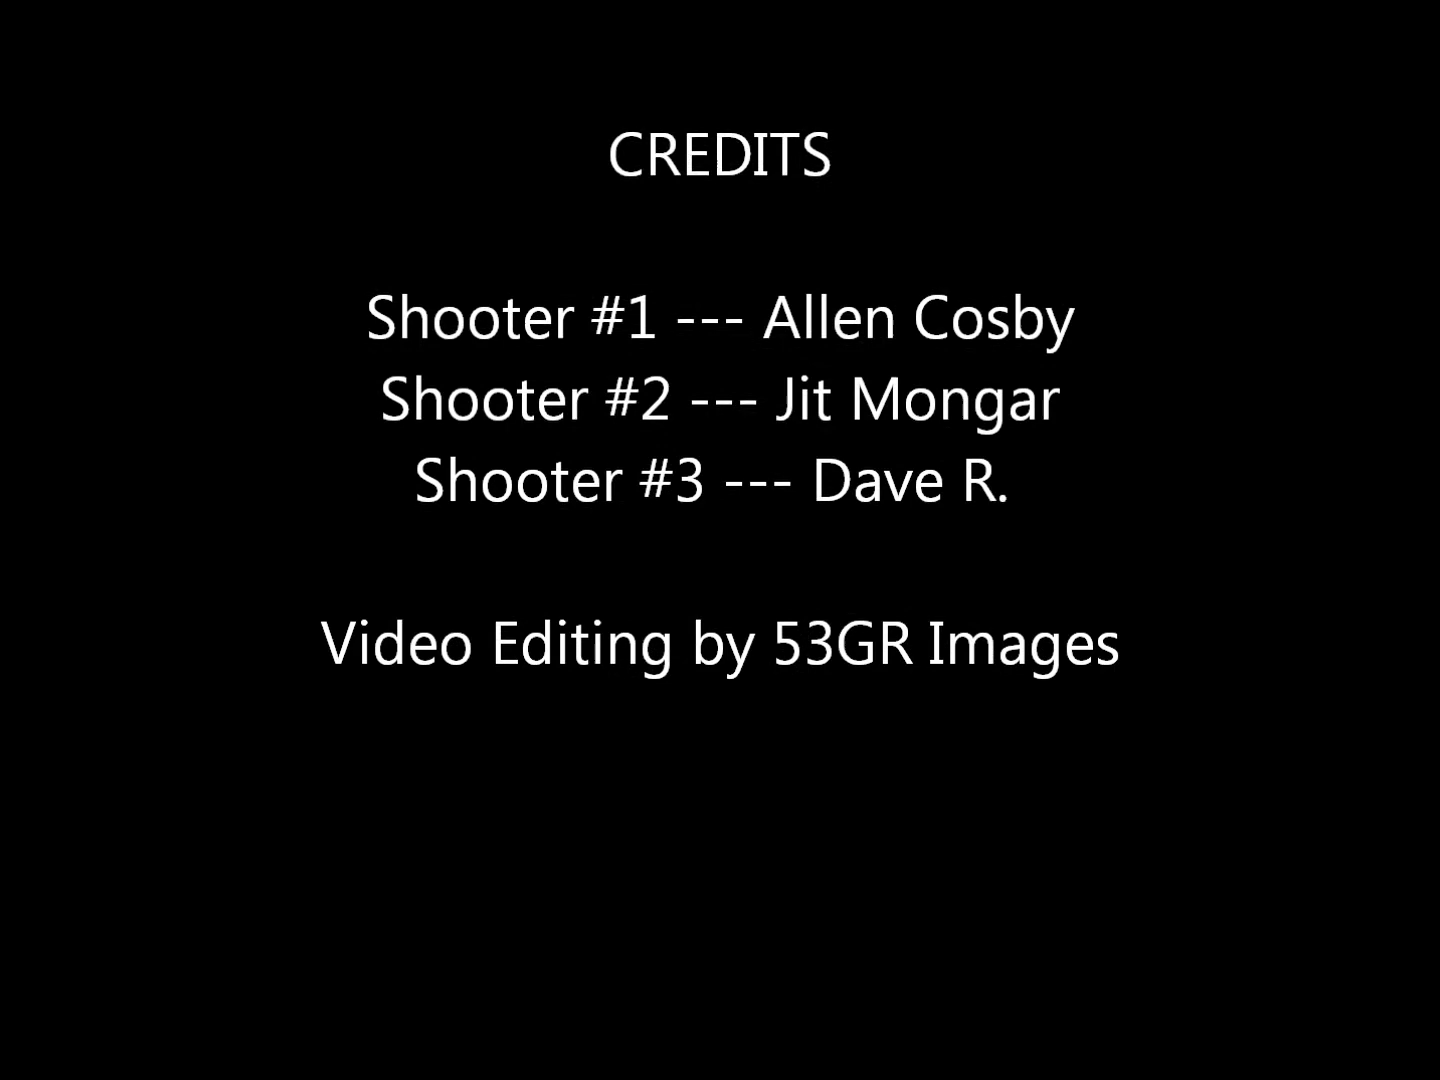 CREDITS
Shooter #1 --- Allen Cosby
Shooter #2 --- Jit Mongar
Shooter #3 --- Dave R.
Video Editing by 53GR Images